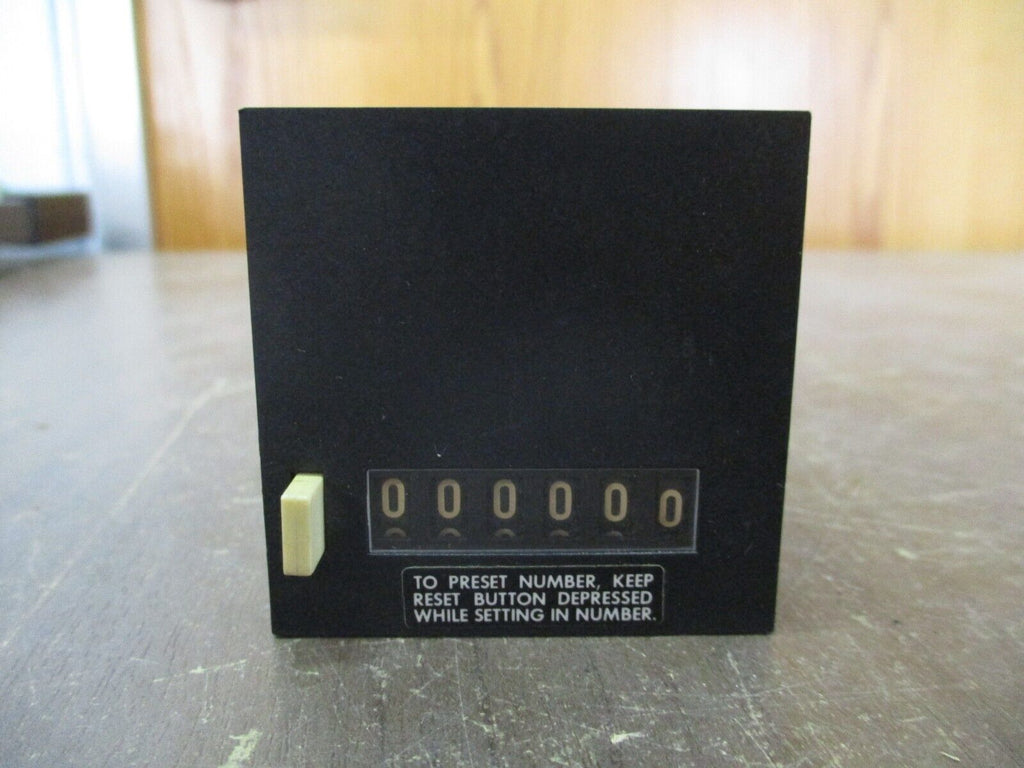 000000
TO PRESET NUMBER, KEEP
RESET BUTTON DEPRESSED
WHILE SETTING IN NUMBER.